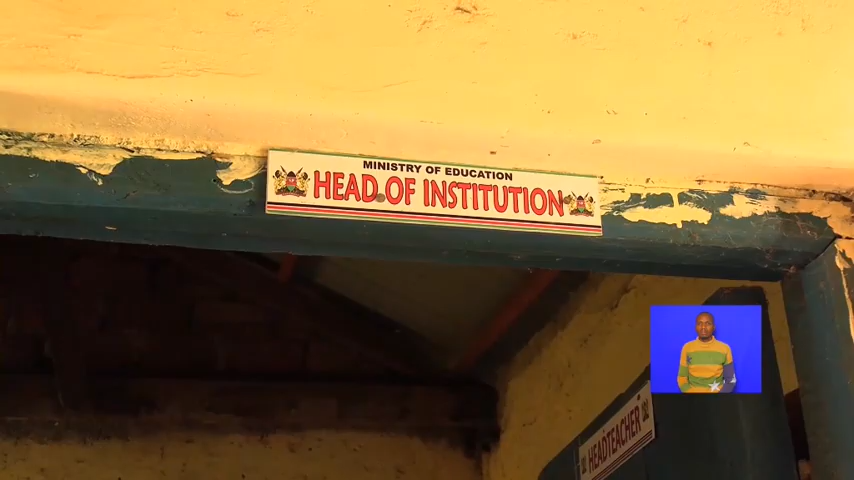 MINISTRY OF EDUCATION
HEAD OF INSTITUTION
HEADTEACHER